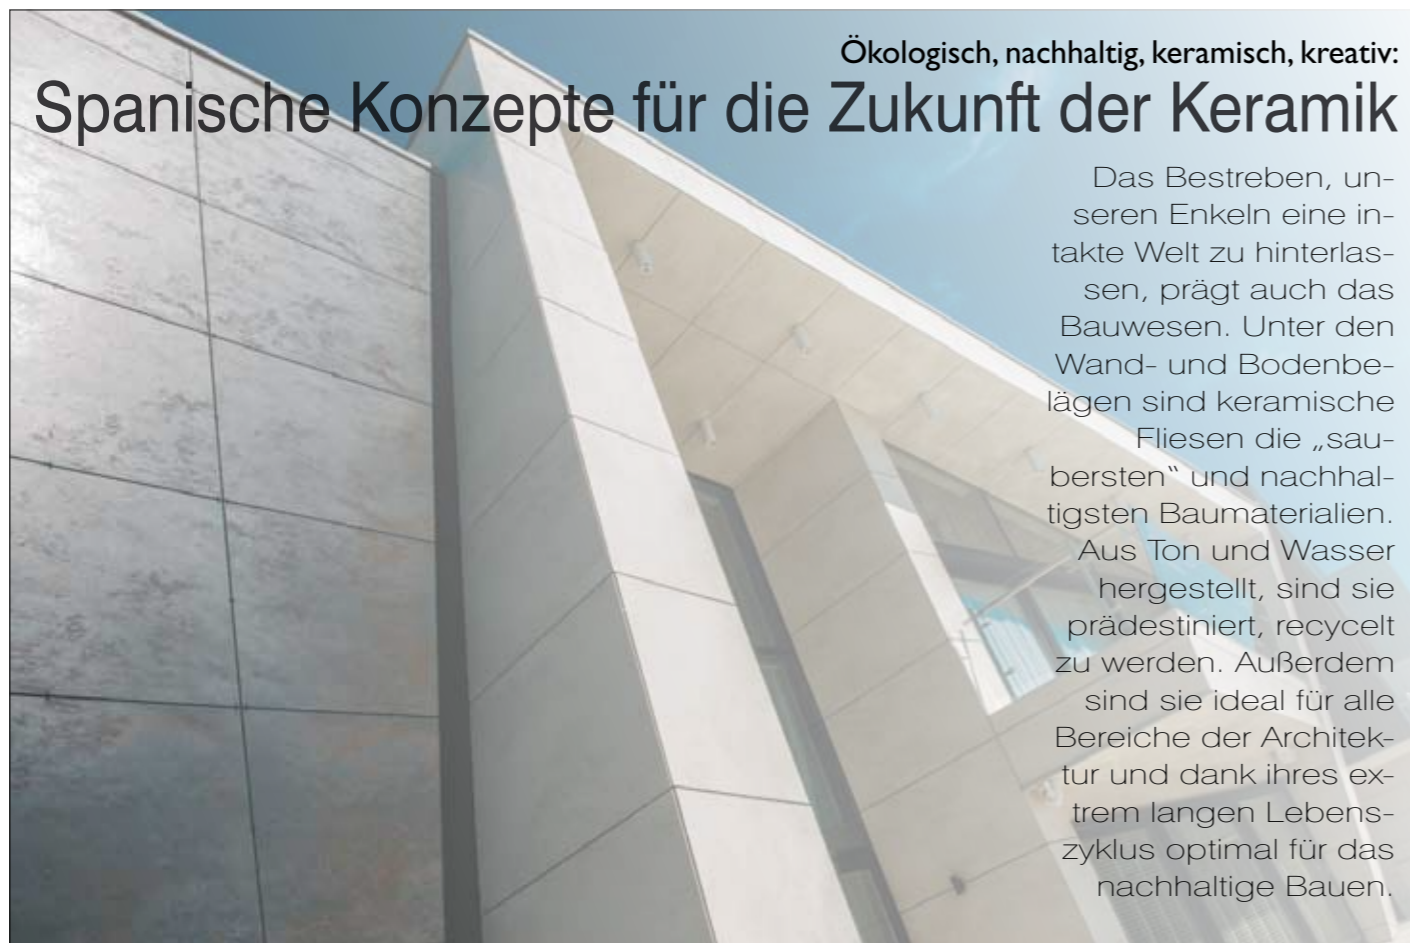 Ökologisch, nachhaltig, keramisch, kreativ:
Spanische Konzepte für die Zukunft der Keramik
Das Bestreben, un-
seren Enkeln eine in-
takte Welt zu hinterlas-
sen, prägt auch das
Bauwesen. Unter den
Wand- und Bodenbe-
lägen sind keramische
Fliesen die „sau-
bersten“ und nachhal-
tigsten Baumaterialien.
Aus Ton und Wasser
hergestellt, sind sie
prädestiniert, recycelt
zu werden. Außerdem
sind sie ideal für alle
Bereiche der Architek-
tur und dank ihres ex-
trem langen Lebens-
zyklus optimal für das
nachhaltige Bauen.